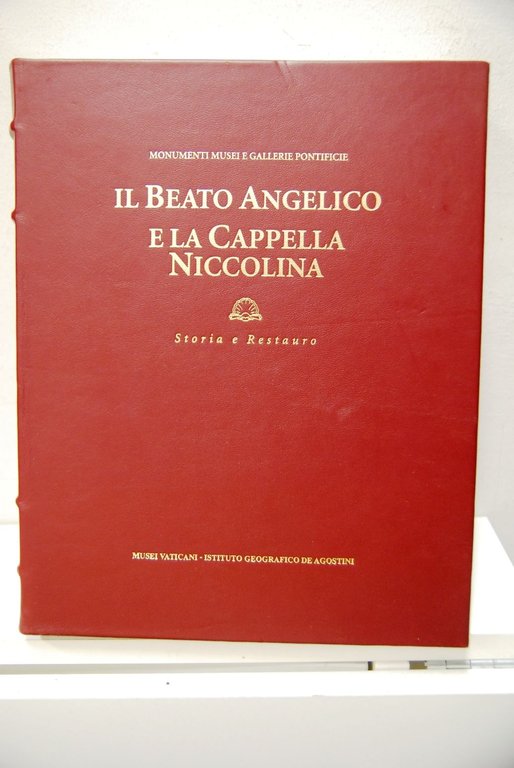 MONUMENTI MUSEI E GALLERIE PONTIFICIE
IL BEATO ANGELICO
E LA CAPPELLA
NICCOLINA
Storia e Restauro
MUSEI VATICANI - ISTITUTO GEOGRAFICO DE AGOSTINI